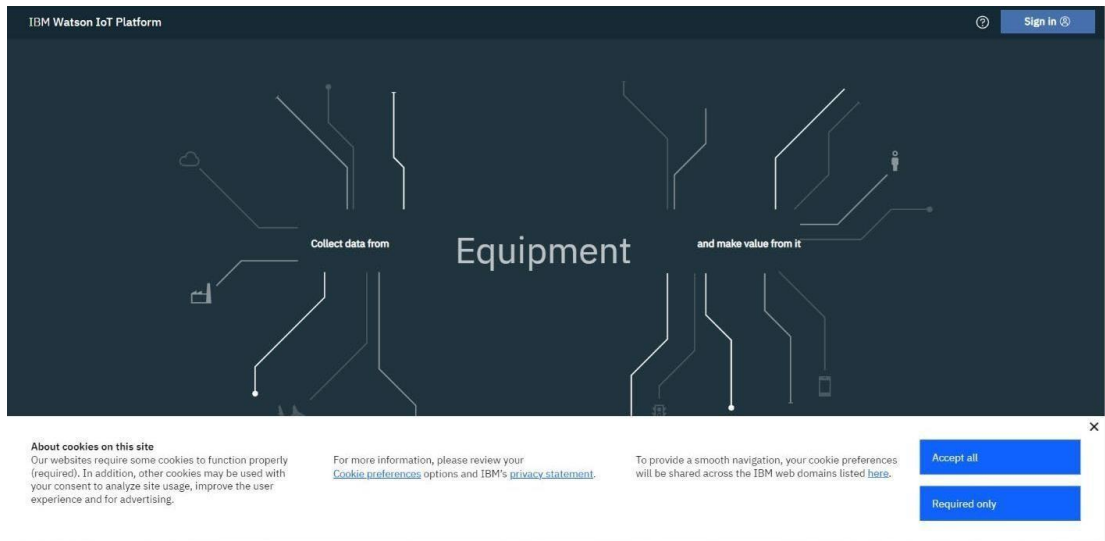 IBM Watson IoT Platform
Sign in
Collect data from
Equipment
and make value from it
About cookies on this site
Our websites require some cookies to function properly
(required). In addition, other cookies may be used with
your consent to analyze site usage, improve the user
experience and for advertising.
For more information, please review your
Cookie preferences options and IBM's privacy statement.
To provide a smooth navigation, your cookie preferences
will be shared across the IBM web domains listed here.
Accept all
Required only